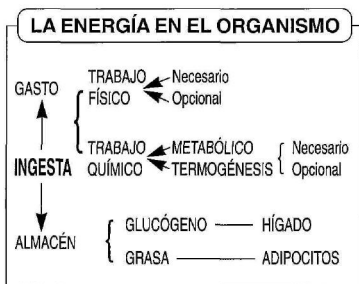 LA ENERGÍA EN EL ORGANISMO
TRABAJO Necesario
GASTO
FÍSICO Opcional
TRABAJO METABÓLICO Necesario
INGESTA QUÍMICO TERMOGÉNESIS Opcional
GLUCÓGENO HÍGADO
ALMACÉN
GRASA ADIPOCITOS